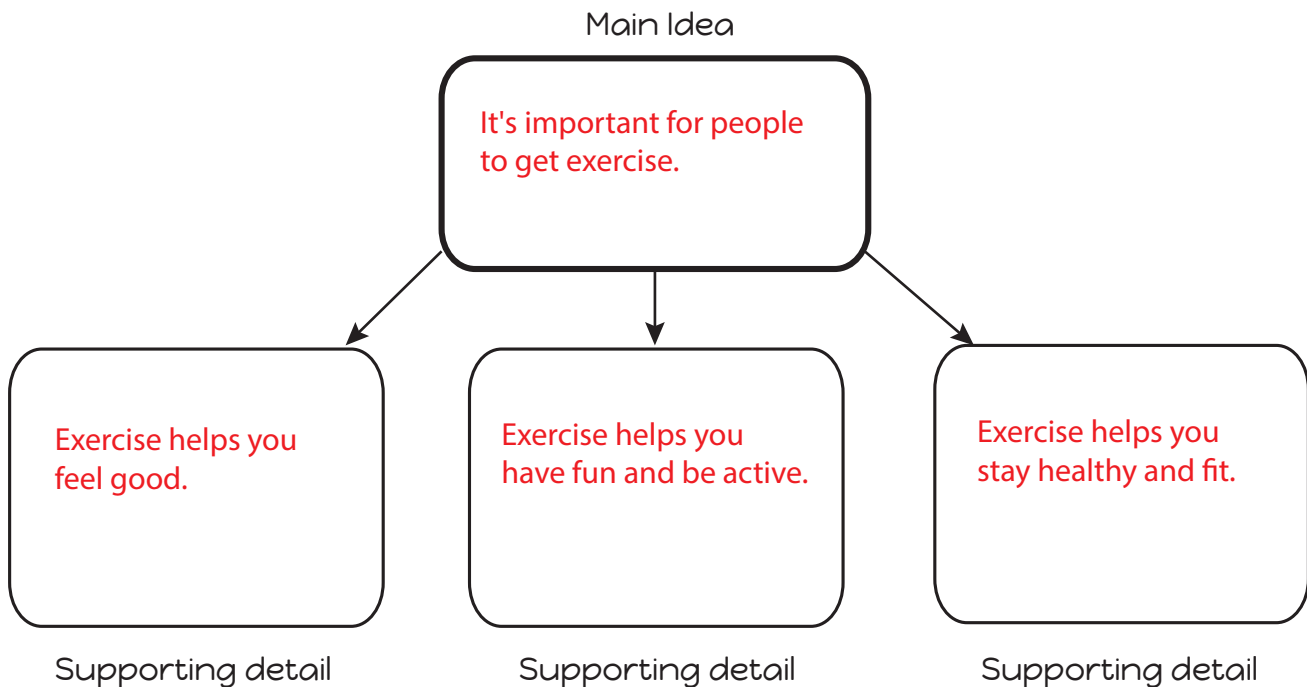 Main Idea
It's important for people
to get exercise.
Exercise helps you
feel good.
Exercise helps you
have fun and be active.
Exercise helps you
stay healthy and fit.
Supporting detail
Supporting detail
Supporting detail